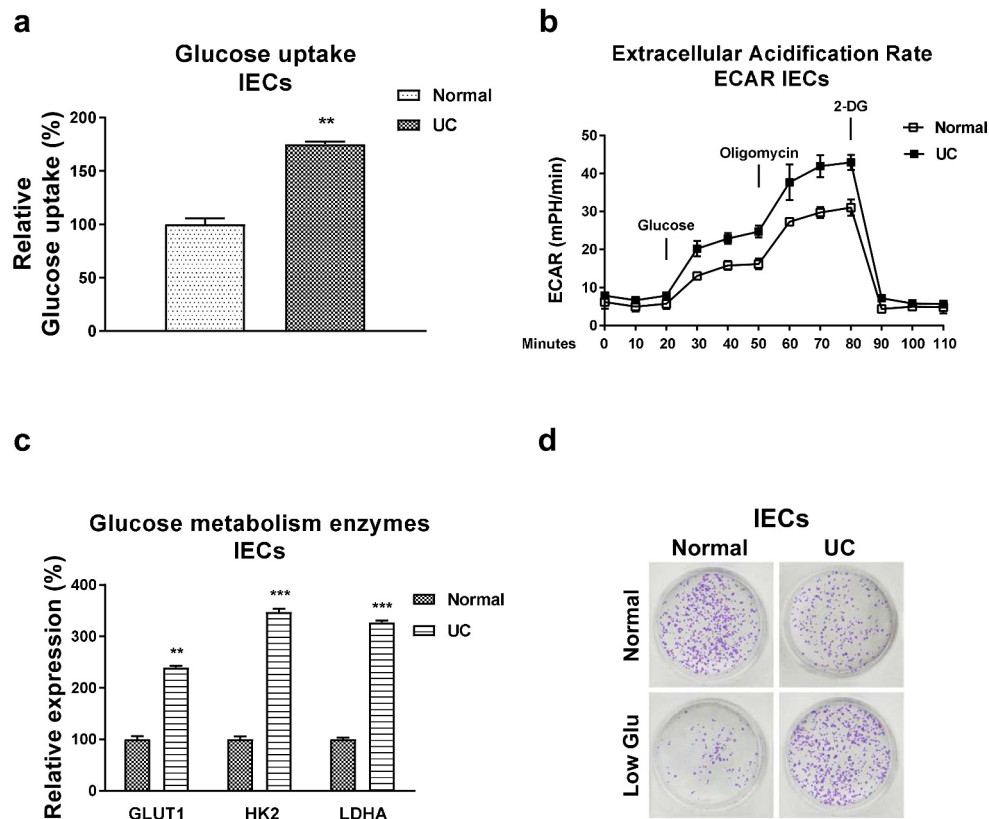 a
Glucose uptake
IECs
Relative
Glucose uptake (%)
200
150
100
50
0
**
Normal
UC
b
Extracellular Acidification Rate
ECAR IECs
ECAR (mPH/min)
50
40
30
20
10
0
Glucose
Oligomycin
2-DG
Normal
UC
Minutes 0 10 20 30 40 50 60 70 80 90 100 110
c
Glucose metabolism enzymes
IECs
Relative expression (%)
400
300
200
100
0
**
***
***
Normal
UC
GLUT1 HK2 LDHA
d
IECs
Normal UC
Normal
Low Glu